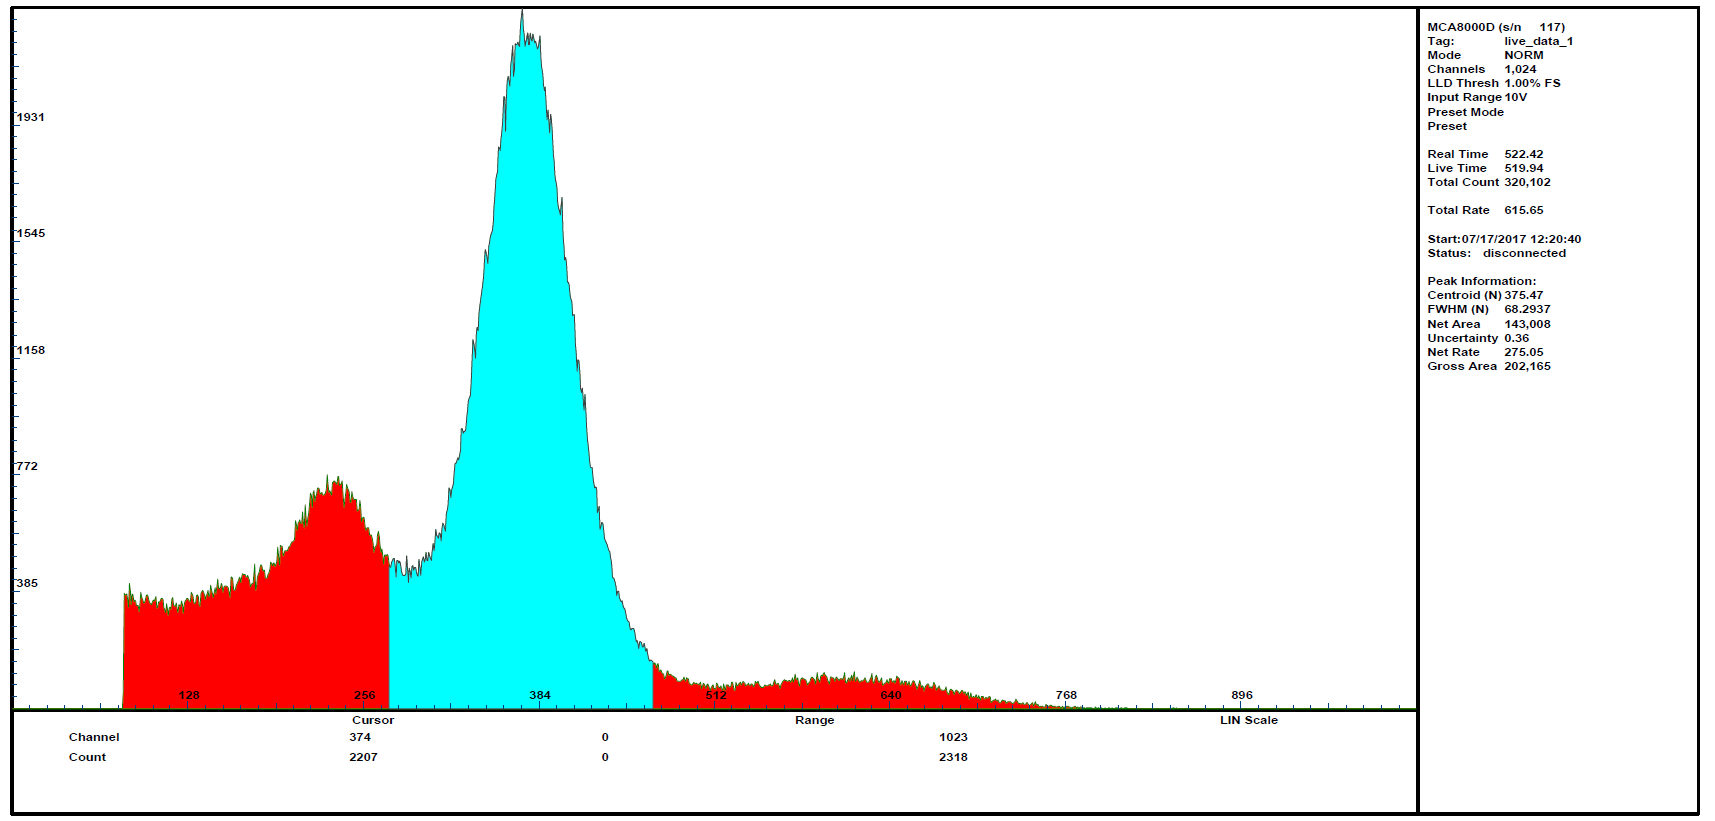 1931
1545
1158
772
385
128 256 384 512 640 768 896
Cursor Range LIN Scale
Channel 374 0 1023
Count 2207 0 2318
MCA8000D (s/n 117)
Tag: live_data_1
Mode NORM
Channels 1,024
LLD Thresh 1.00% FS
Input Range 10V
Preset Mode
Preset
Real Time 522.42
Live Time 519.94
Total Count 320,102
Total Rate 615.65
Start:07/17/2017 12:20:40
Status: disconnected
Peak Information:
Centroid (N) 375.47
FWHM (N) 68.2937
Net Area 143,008
Uncertainty 0.36
Net Rate 275.05
Gross Area 202,165